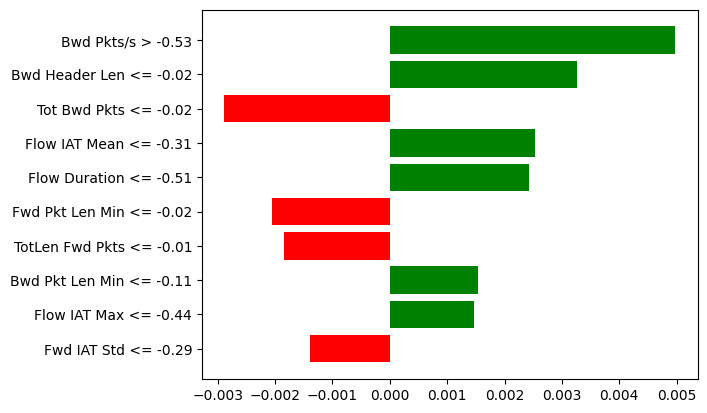 Bwd Pkts/s > -0.53
Bwd Header Len <= -0.02
Tot Bwd Pkts <= -0.02
Flow IAT Mean <= -0.31
Flow Duration <= -0.51
Fwd Pkt Len Min <= -0.02
TotLen Fwd Pkts <= -0.01
Bwd Pkt Len Min <= -0.11
Flow IAT Max <= -0.44
Fwd IAT Std <= -0.29
−0.003 −0.002 −0.001 0.000 0.001 0.002 0.003 0.004 0.005